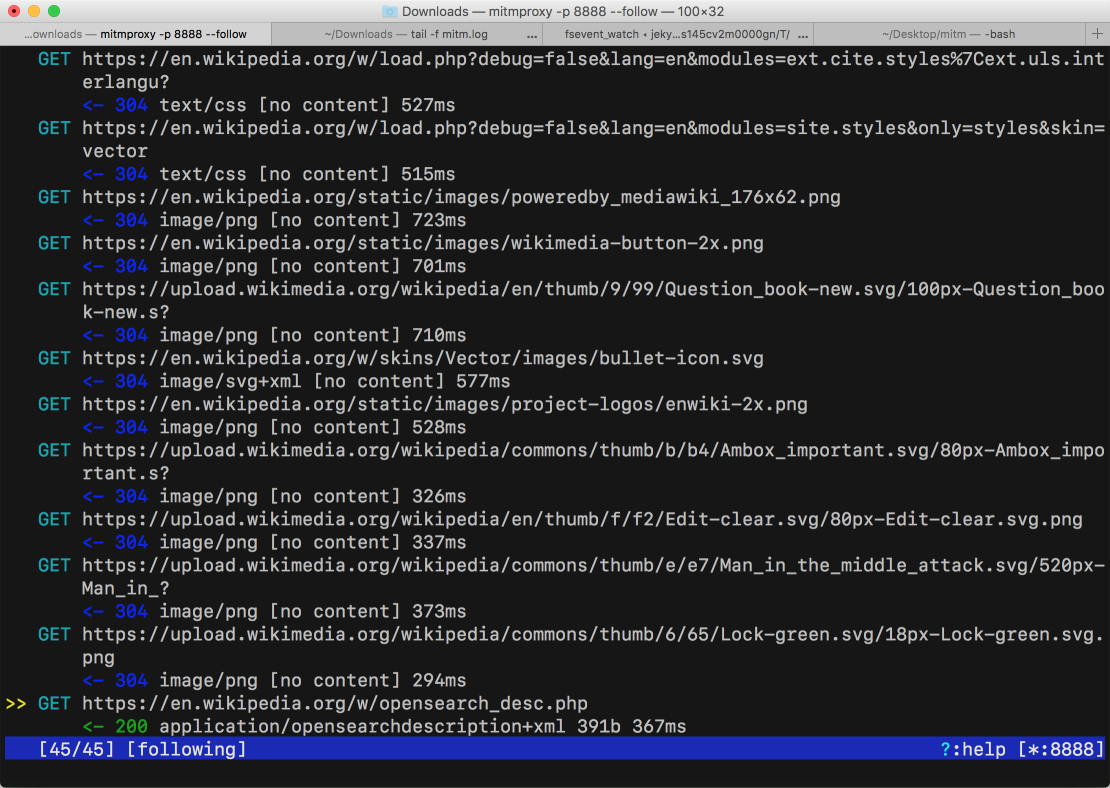 Downloads — mitmproxy -p 8888 --follow — 100×32
...ownloads — mitmproxy -p 8888 --follow
~/Downloads — tail -f mitm.log ...
fsevent_watch ◂ jeky...s145cv2m0000gn/T/ ...
~/Desktop/mitm — -bash
+
GET https://en.wikipedia.org/w/load.php?debug=false&lang=en&modules=ext.cite.styles%7Cext.uls.int
erlangu?
<- 304 text/css [no content] 527ms
GET https://en.wikipedia.org/w/load.php?debug=false&lang=en&modules=site.styles&only=styles&skin=
vector
<- 304 text/css [no content] 515ms
GET https://en.wikipedia.org/static/images/poweredby_mediawiki_176x62.png
<- 304 image/png [no content] 723ms
GET https://en.wikipedia.org/static/images/wikimedia-button-2x.png
<- 304 image/png [no content] 701ms
GET https://upload.wikimedia.org/wikipedia/en/thumb/9/99/Question_book-new.svg/100px-Question_boo
k-new.s?
<- 304 image/png [no content] 710ms
GET https://en.wikipedia.org/w/skins/Vector/images/bullet-icon.svg
<- 304 image/svg+xml [no content] 577ms
GET https://en.wikipedia.org/static/images/project-logos/enwiki-2x.png
<- 304 image/png [no content] 528ms
GET https://upload.wikimedia.org/wikipedia/commons/thumb/b/b4/Ambox_important.svg/80px-Ambox_impo
rtant.s?
<- 304 image/png [no content] 326ms
GET https://upload.wikimedia.org/wikipedia/en/thumb/f/f2/Edit-clear.svg/80px-Edit-clear.svg.png
<- 304 image/png [no content] 337ms
GET https://upload.wikimedia.org/wikipedia/commons/thumb/e/e7/Man_in_the_middle_attack.svg/520px-
Man_in_?
<- 304 image/png [no content] 373ms
GET https://upload.wikimedia.org/wikipedia/commons/thumb/6/65/Lock-green.svg/18px-Lock-green.svg.
png
<- 304 image/png [no content] 294ms
>> GET https://en.wikipedia.org/w/opensearch_desc.php
<- 200 application/opensearchdescription+xml 391b 367ms
[45/45] [following] ?:help [*:8888]